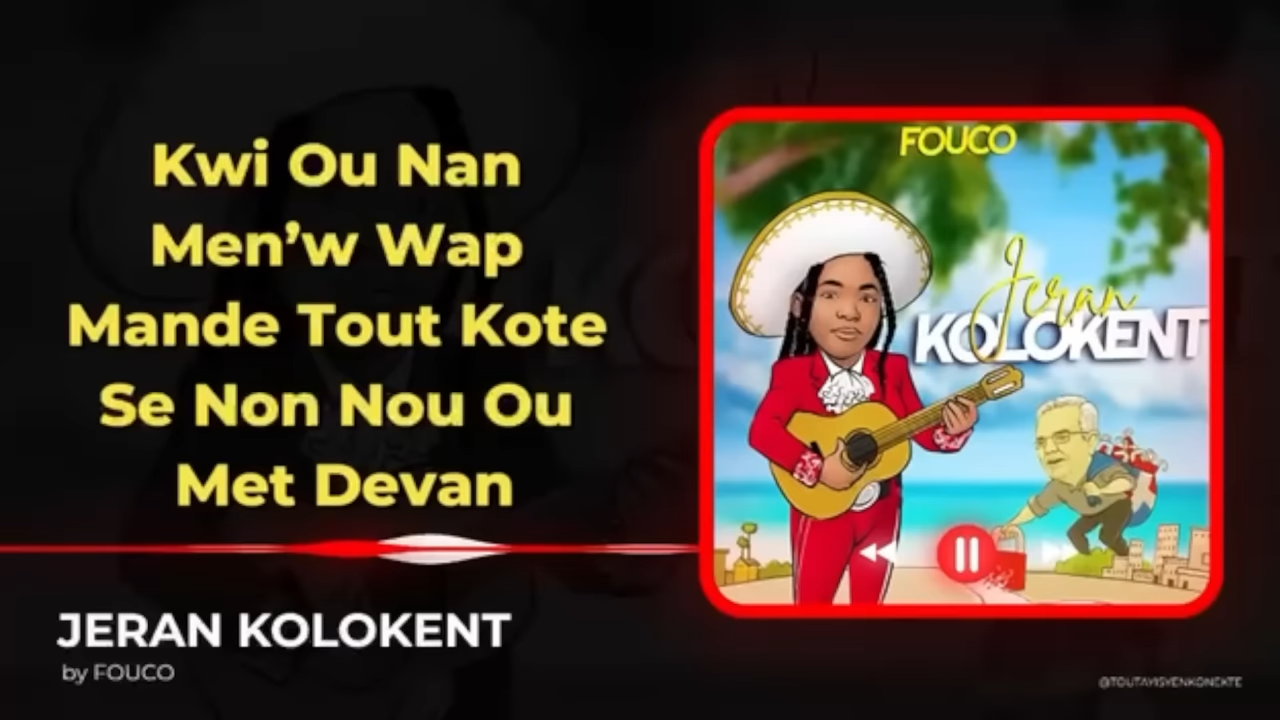 Kwi Ou Nan
Men’w Wap
Mande Tout Kote
Se Non Nou Ou
Met Devan
JERAN KOLOKENT
by FOUCO
FOUCO
Jeran
KOLOKENT
@TOUTAYISYENKONEKTE